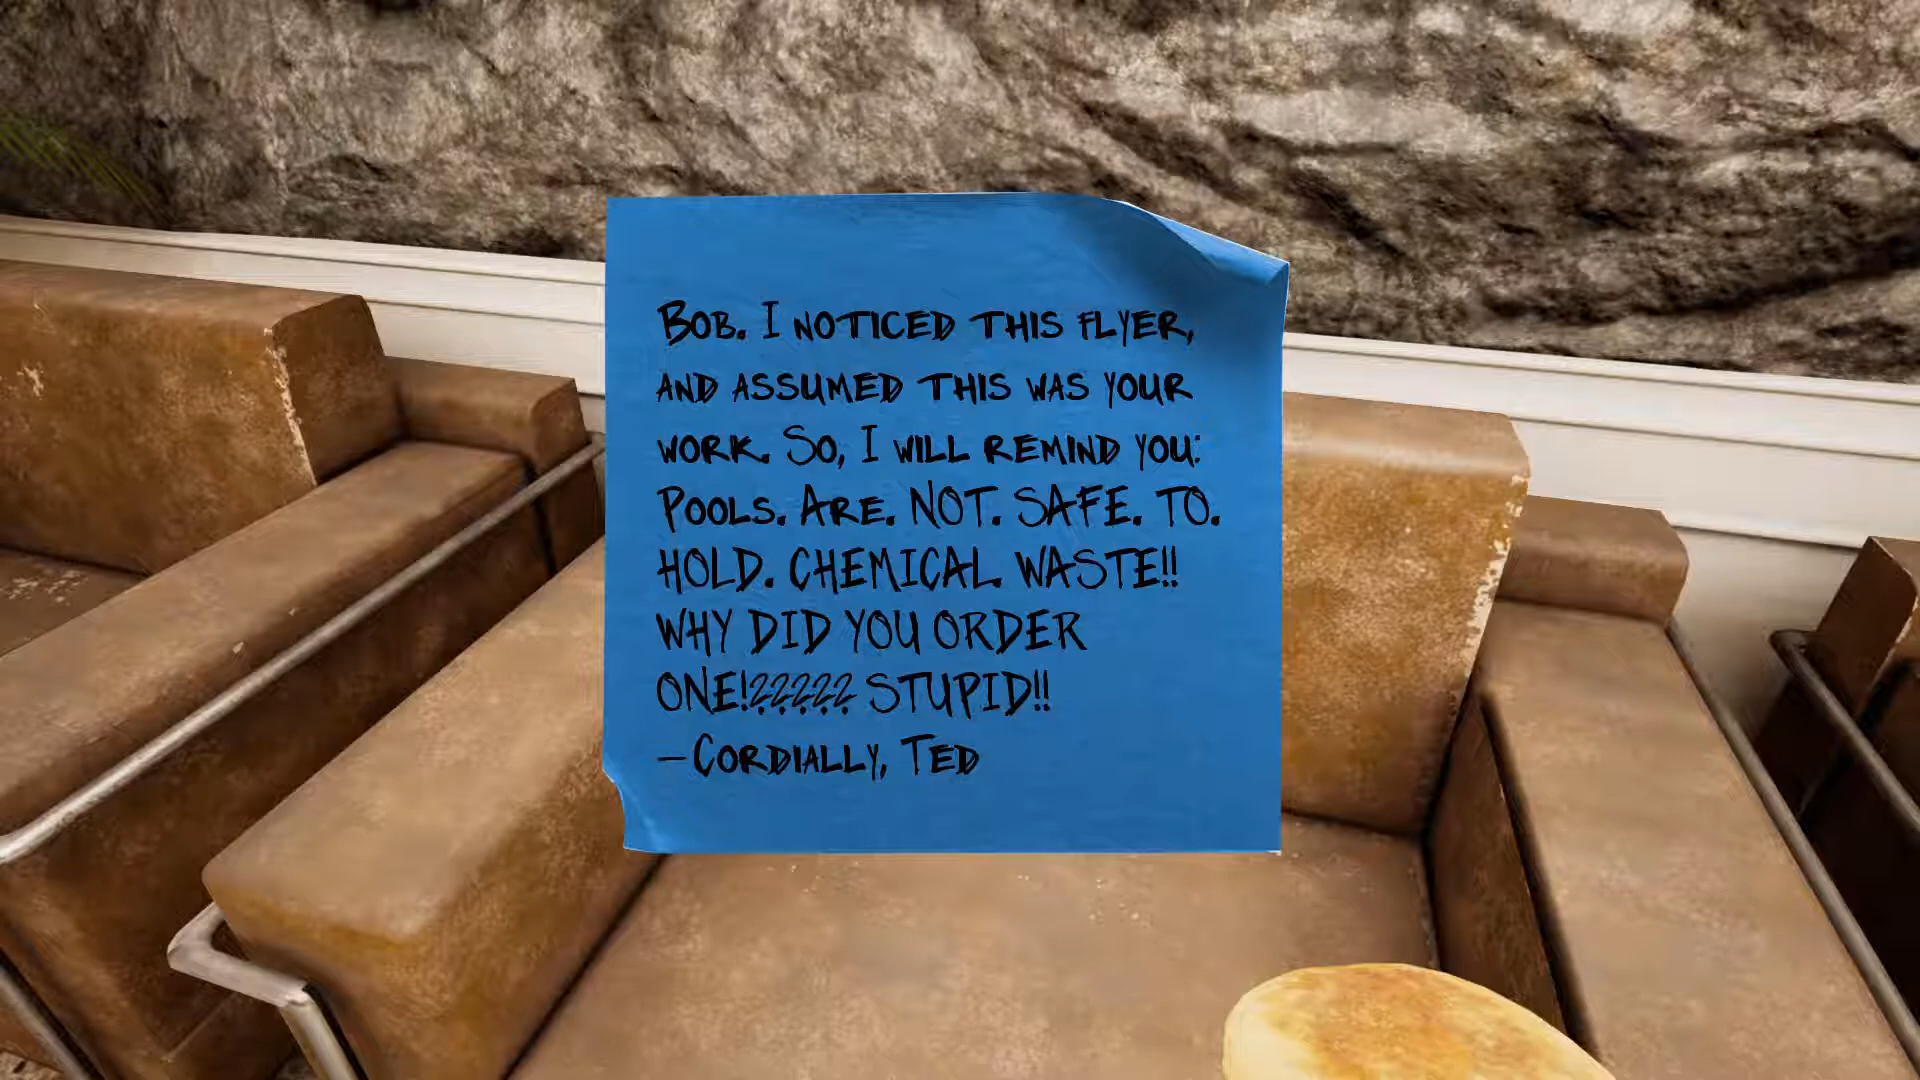 Bob. I noticed this flyer,
and assumed this was your
work. So, I will remind you:
Pools. Are. NOT. SAFE. TO.
HOLD. CHEMICAL. WASTE!!
WHY DID YOU ORDER
ONE!????? STUPID!!
—Cordially, Ted